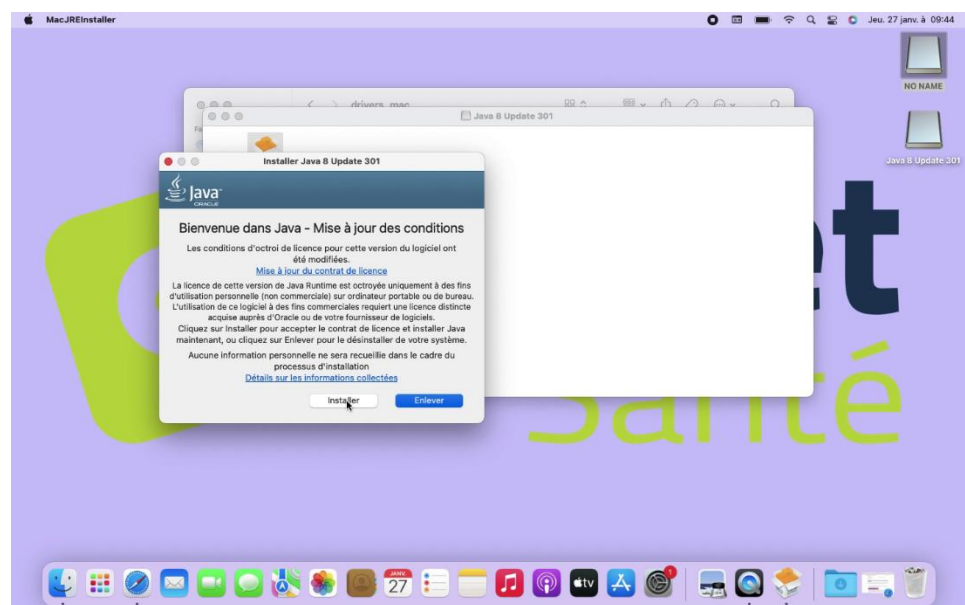 MacJREInstaller
Jeu. 27 janv. à 09:44
NO NAME
drivers_mac
Java 8 Update 301
Java 8 Update 301
Installer Java 8 Update 301
Java
ORACLE
Bienvenue dans Java - Mise à jour des conditions
Les conditions d'octroi de licence pour cette version du logiciel ont
été modifiées.
Mise à jour du contrat de licence
La licence de cette version de Java Runtime est octroyée uniquement à des fins
d'utilisation personnelle (non commerciale) sur ordinateur portable ou de bureau.
L'utilisation de ce logiciel à des fins commerciales requiert une licence distincte
acquise auprès d'Oracle ou de votre fournisseur de logiciels.
Cliquez sur Installer pour accepter le contrat de licence et installer Java
maintenant, ou cliquez sur Enlever pour le désinstaller de votre système.
Aucune information personnelle ne sera recueillie dans le cadre du
processus d'installation
Détails sur les informations collectées
Installer
Enlever
et
Santé
JANV.
27
tv
1